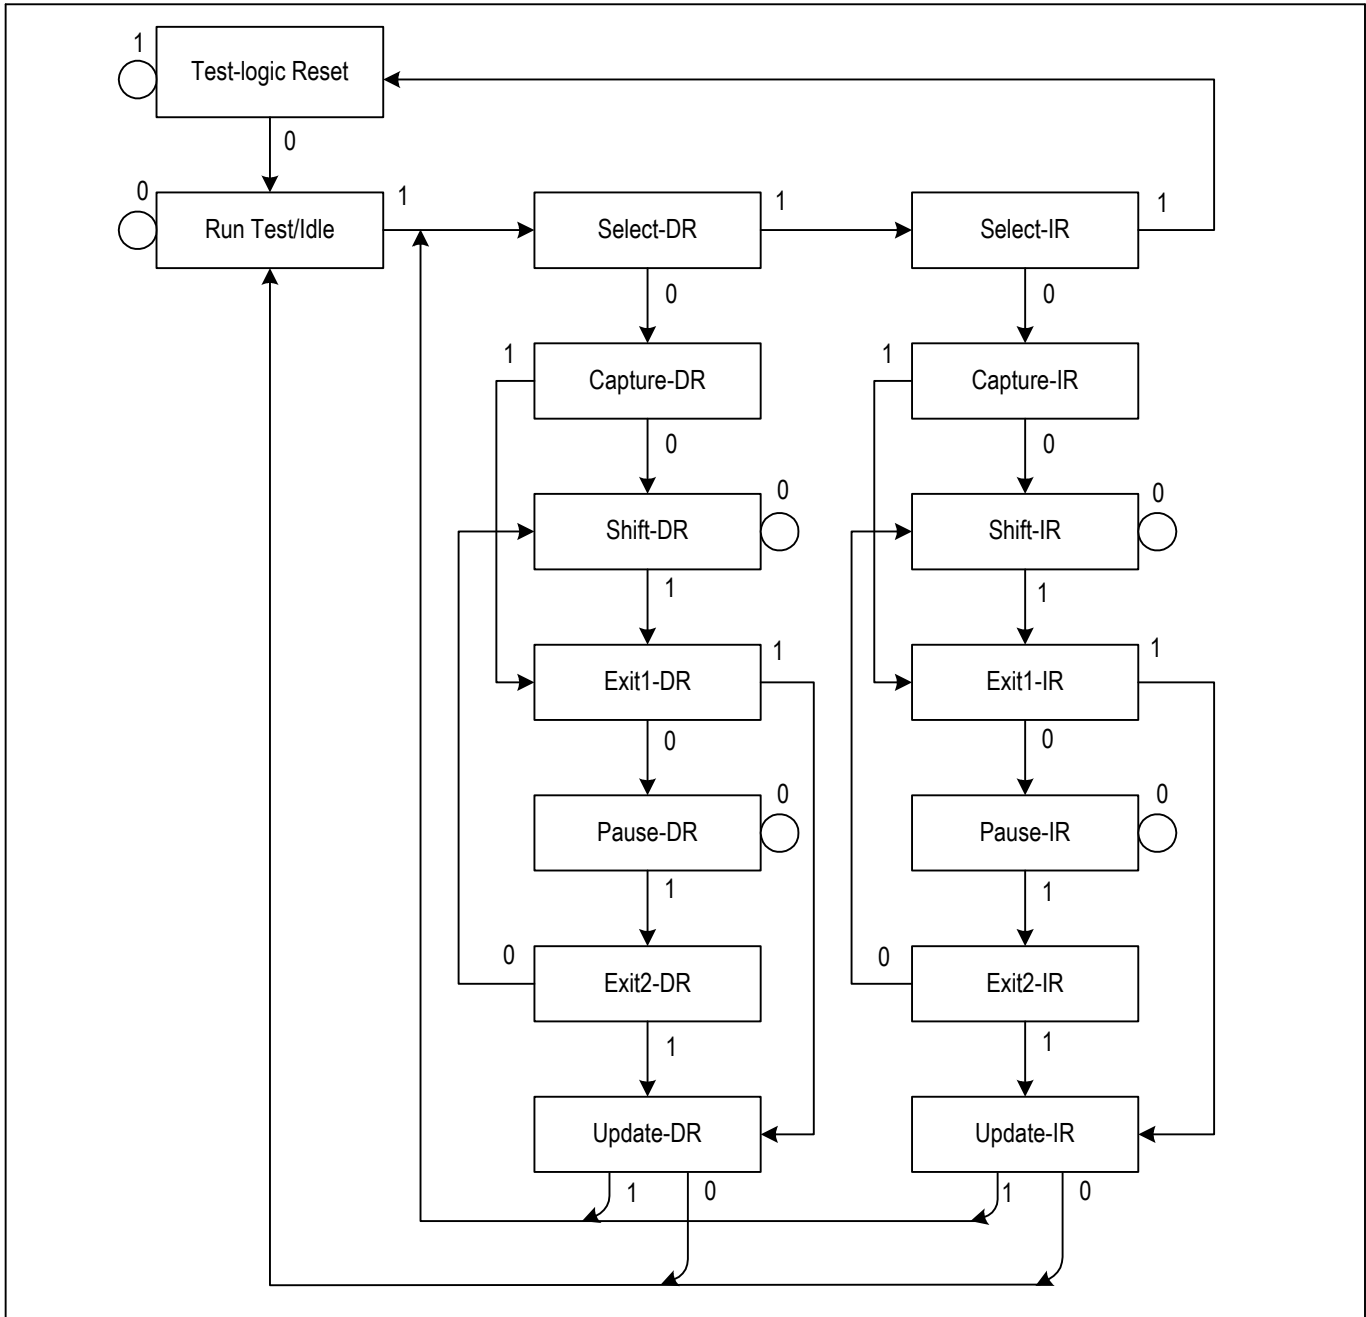 1
Test-logic Reset
0
0
Run Test/Idle
1
Select-DR
1
Select-IR
1
0
0
1
Capture-DR
1
Capture-IR
0
0
Shift-DR
0
Shift-IR
0
1
1
Exit1-DR
1
Exit1-IR
1
0
0
Pause-DR
0
Pause-IR
0
1
1
0
Exit2-DR
0
Exit2-IR
1
1
Update-DR
Update-IR
1
0
1
0